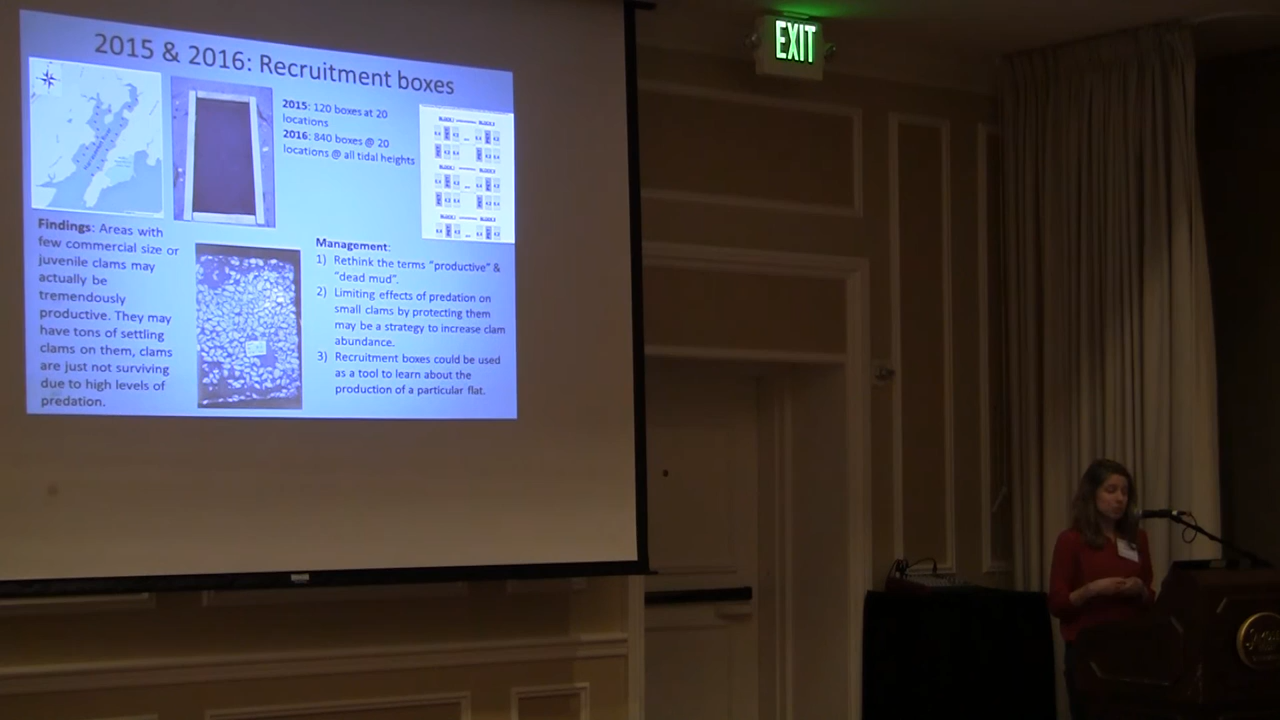 2015 & 2016: Recruitment boxes
2015: 120 boxes at 20
locations
2016: 840 boxes @ 20
locations @ all tidal heights
Findings: Areas with
few commercial size or
juvenile clams may
actually be
tremendously
productive. They may
have tons of settling
clams on them, clams
are just not surviving
due to high levels of
predation.
Management:
1) Rethink the terms "productive" &
"dead mud".
2) Limiting effects of predation on
small clams by protecting them
may be a strategy to increase clam
abundance.
3) Recruitment boxes could be used
as a tool to learn about the
production of a particular flat.
EXIT